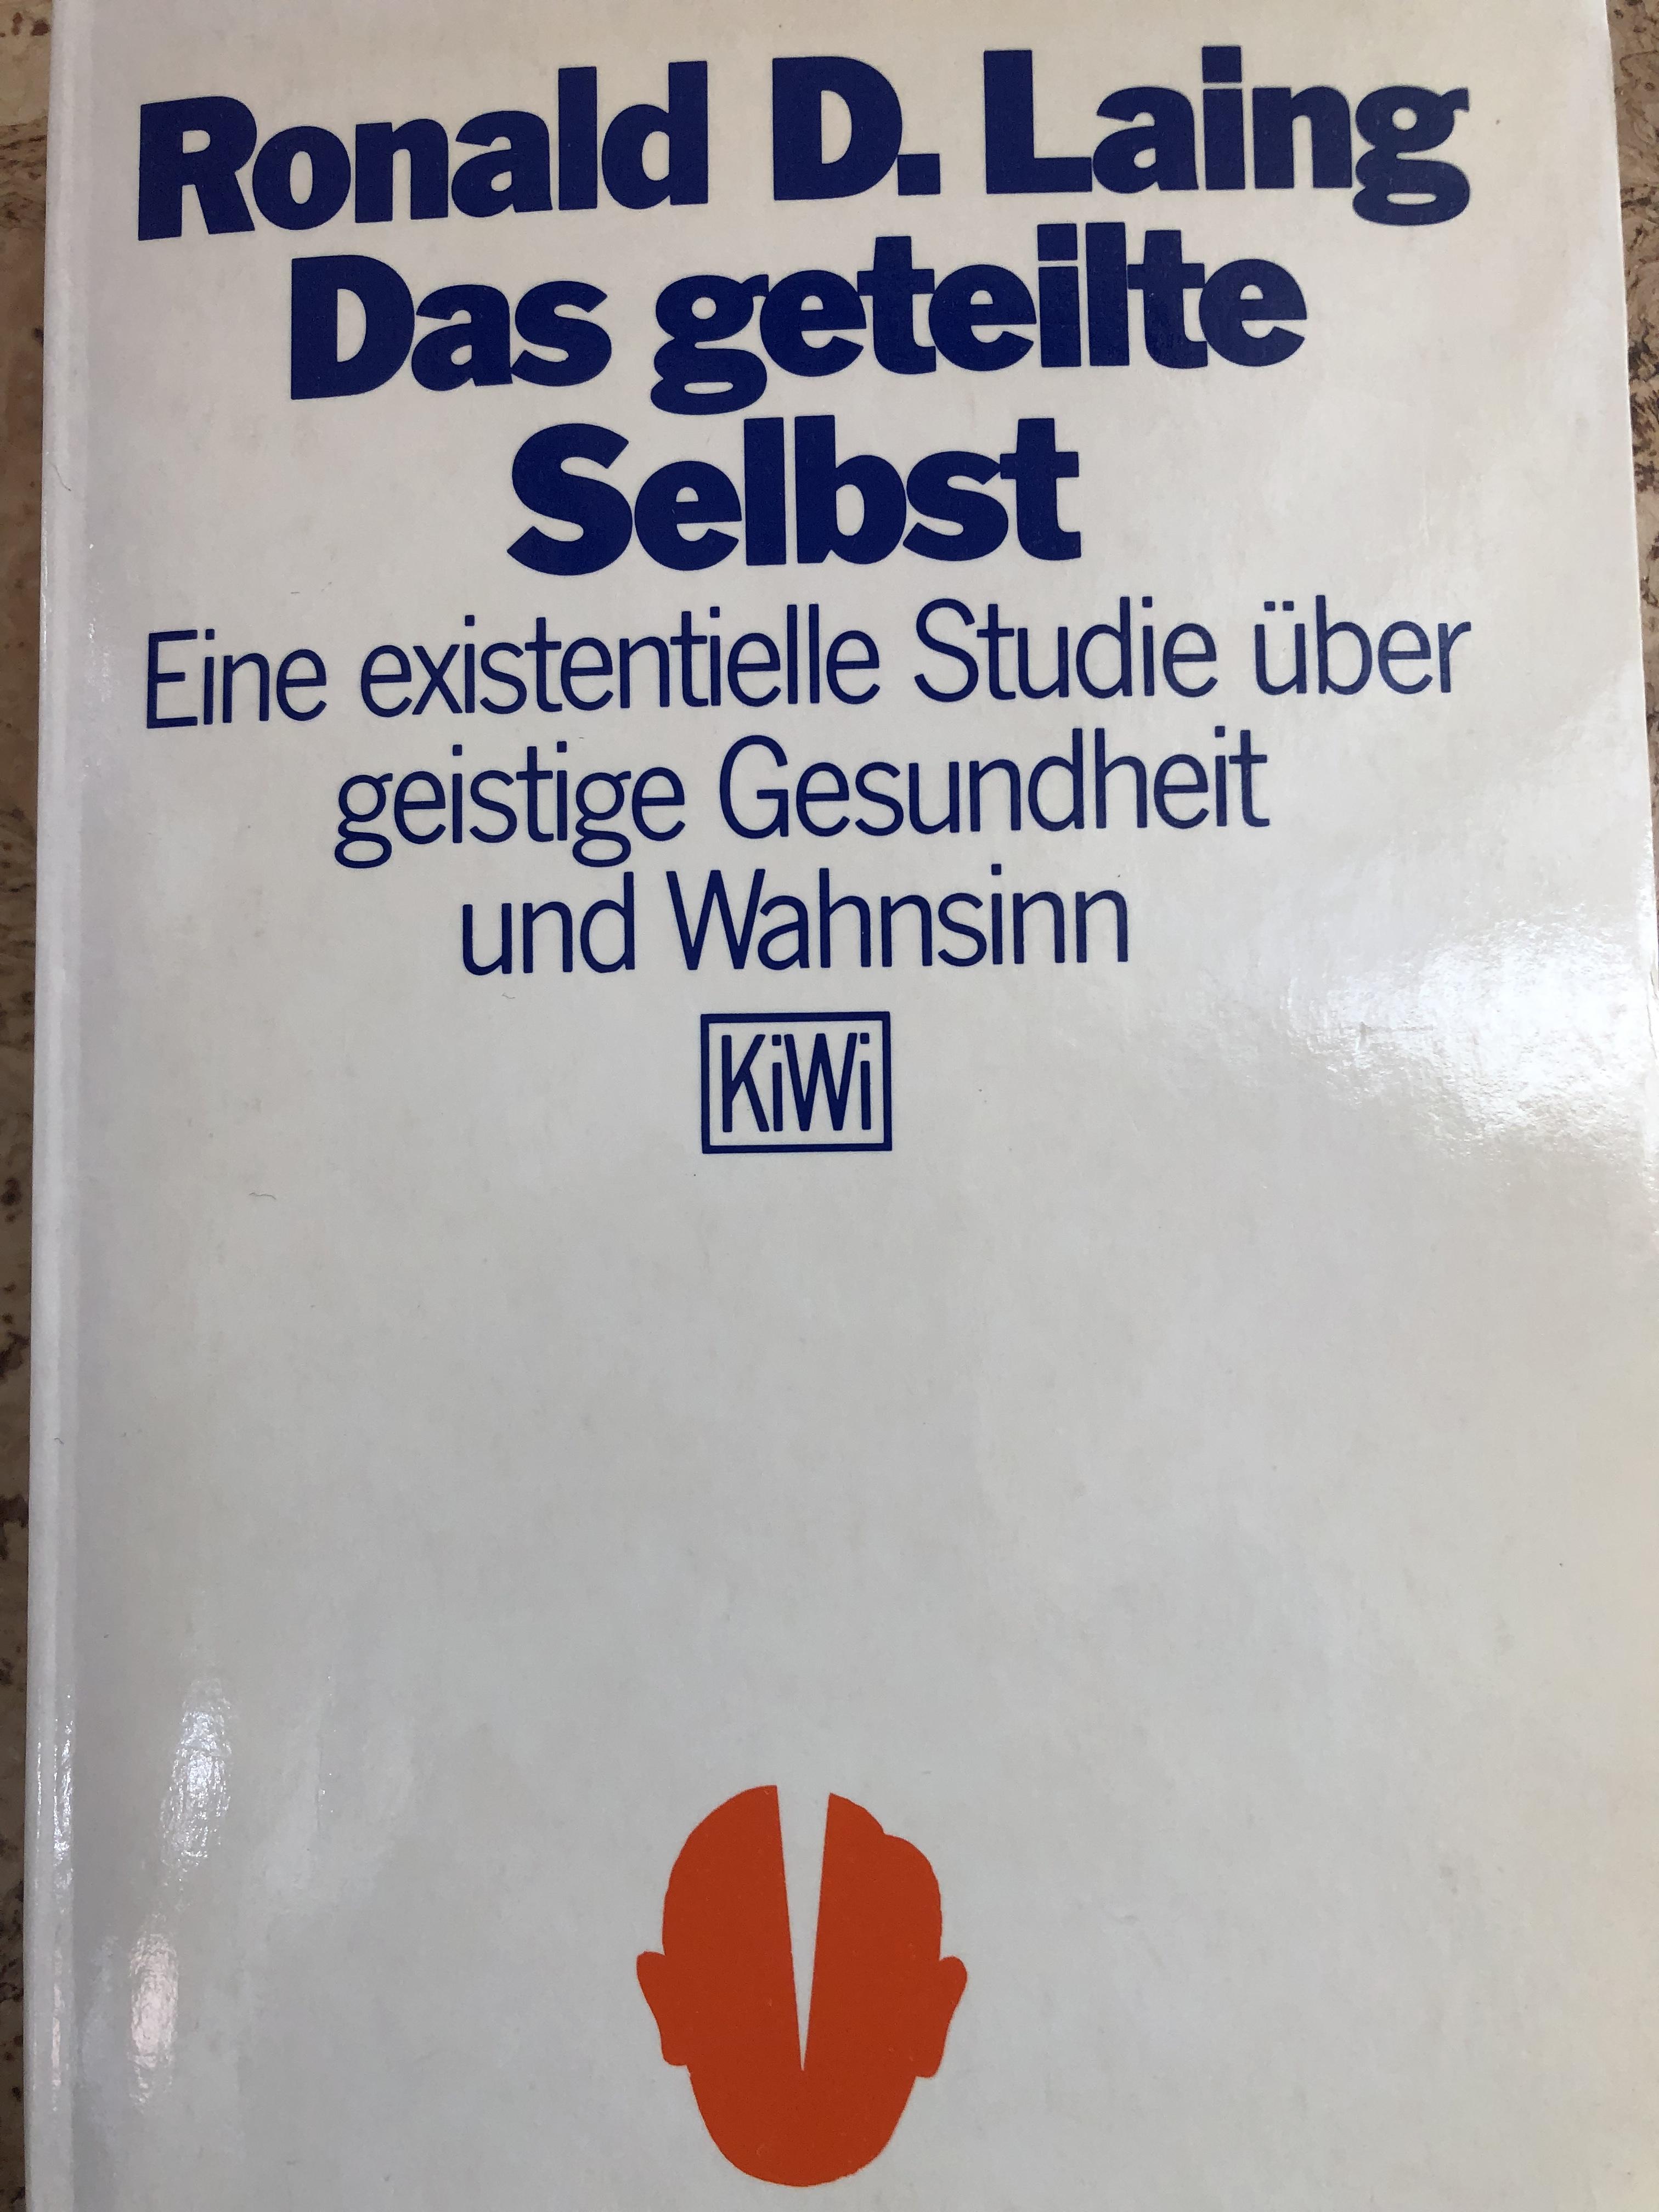 Ronald D. Laing
Das geteilte
Selbst
Eine existentielle Studie über
geistige Gesundheit
und Wahnsinn
KiWi